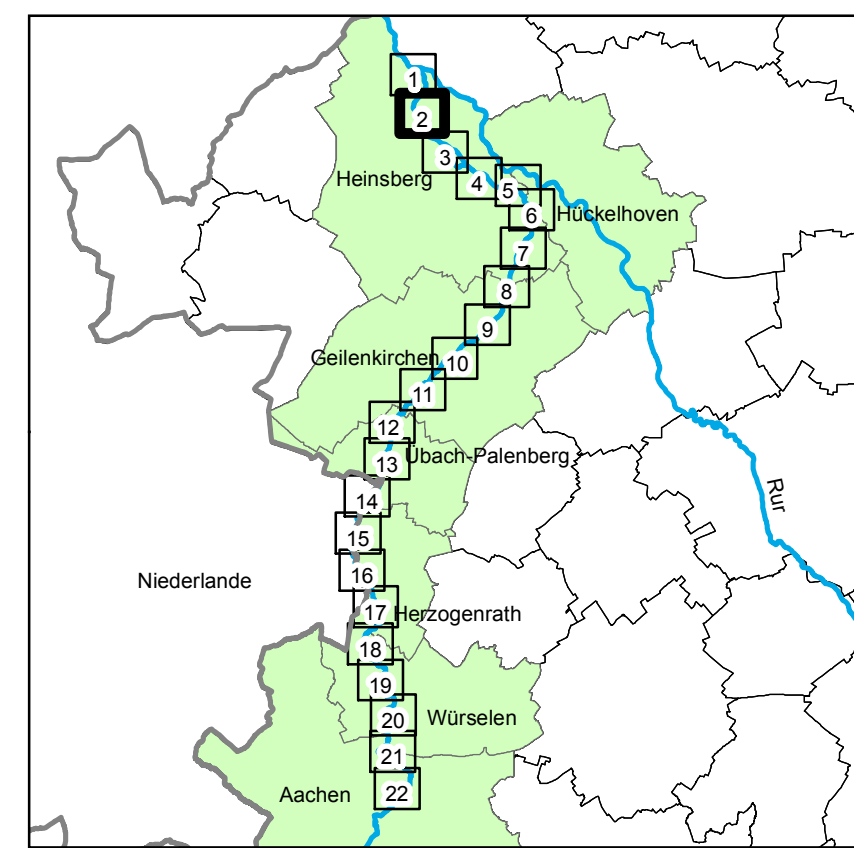 1
2
3
Heinsberg
4
5
6
Hückelhoven
7
8
9
Geilenkirchen
10
11
12
Übach-Palenberg
13
14
Rur
15
Niederlande
16
17
Herzogenrath
18
19
20
Würselen
21
Aachen
22